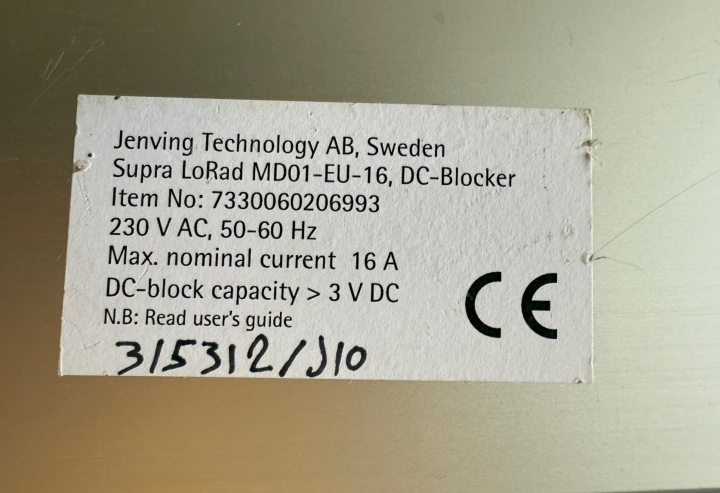 Jenving Technology AB, Sweden
Supra LoRad MD01-EU-16, DC-Blocker
Item No: 7330060206993
230 V AC, 50-60 Hz
Max. nominal current 16 A
DC-block capacity > 3 V DC
CE
N.B: Read user's guide
315312/J10